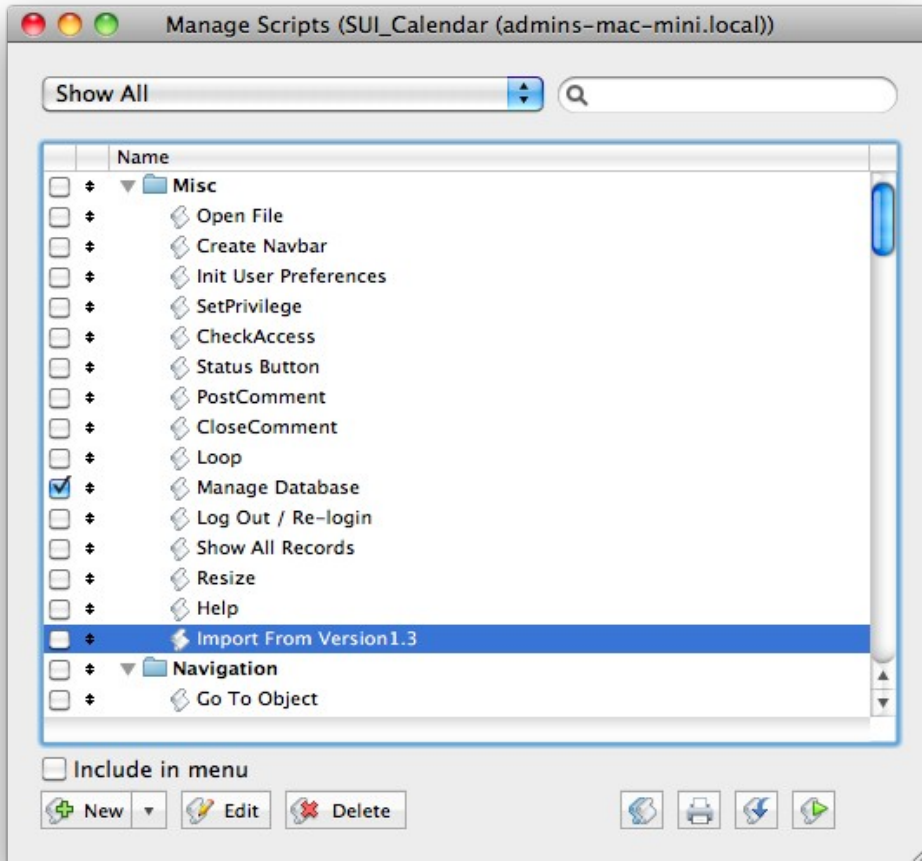 Manage Scripts (SUI_Calendar (admins-mac-mini.local))
Show All
Name
Misc
Open File
Create Navbar
Init User Preferences
SetPrivilege
CheckAccess
Status Button
PostComment
CloseComment
Loop
Manage Database
Log Out / Re-login
Show All Records
Resize
Help
Import From Version1.3
Navigation
Go To Object
Include in menu
New Edit Delete